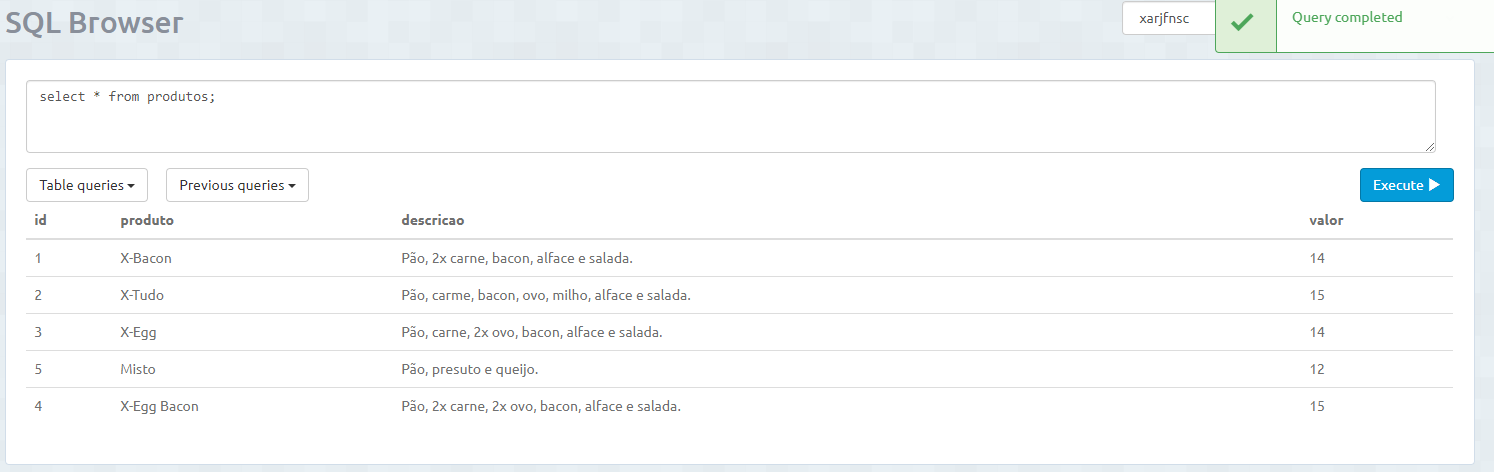 SQL Browser
xarjfnsc
Query completed
select * from produtos;
Table queries
Previous queries
Execute
id produto descricao valor
1 X-Bacon Pão, 2x carne, bacon, alface e salada. 14
2 X-Tudo Pão, carme, bacon, ovo, milho, alface e salada. 15
3 X-Egg Pão, carne, 2x ovo, bacon, alface e salada. 14
5 Misto Pão, presuto e queijo. 12
4 X-Egg Bacon Pão, 2x carne, 2x ovo, bacon, alface e salada. 15